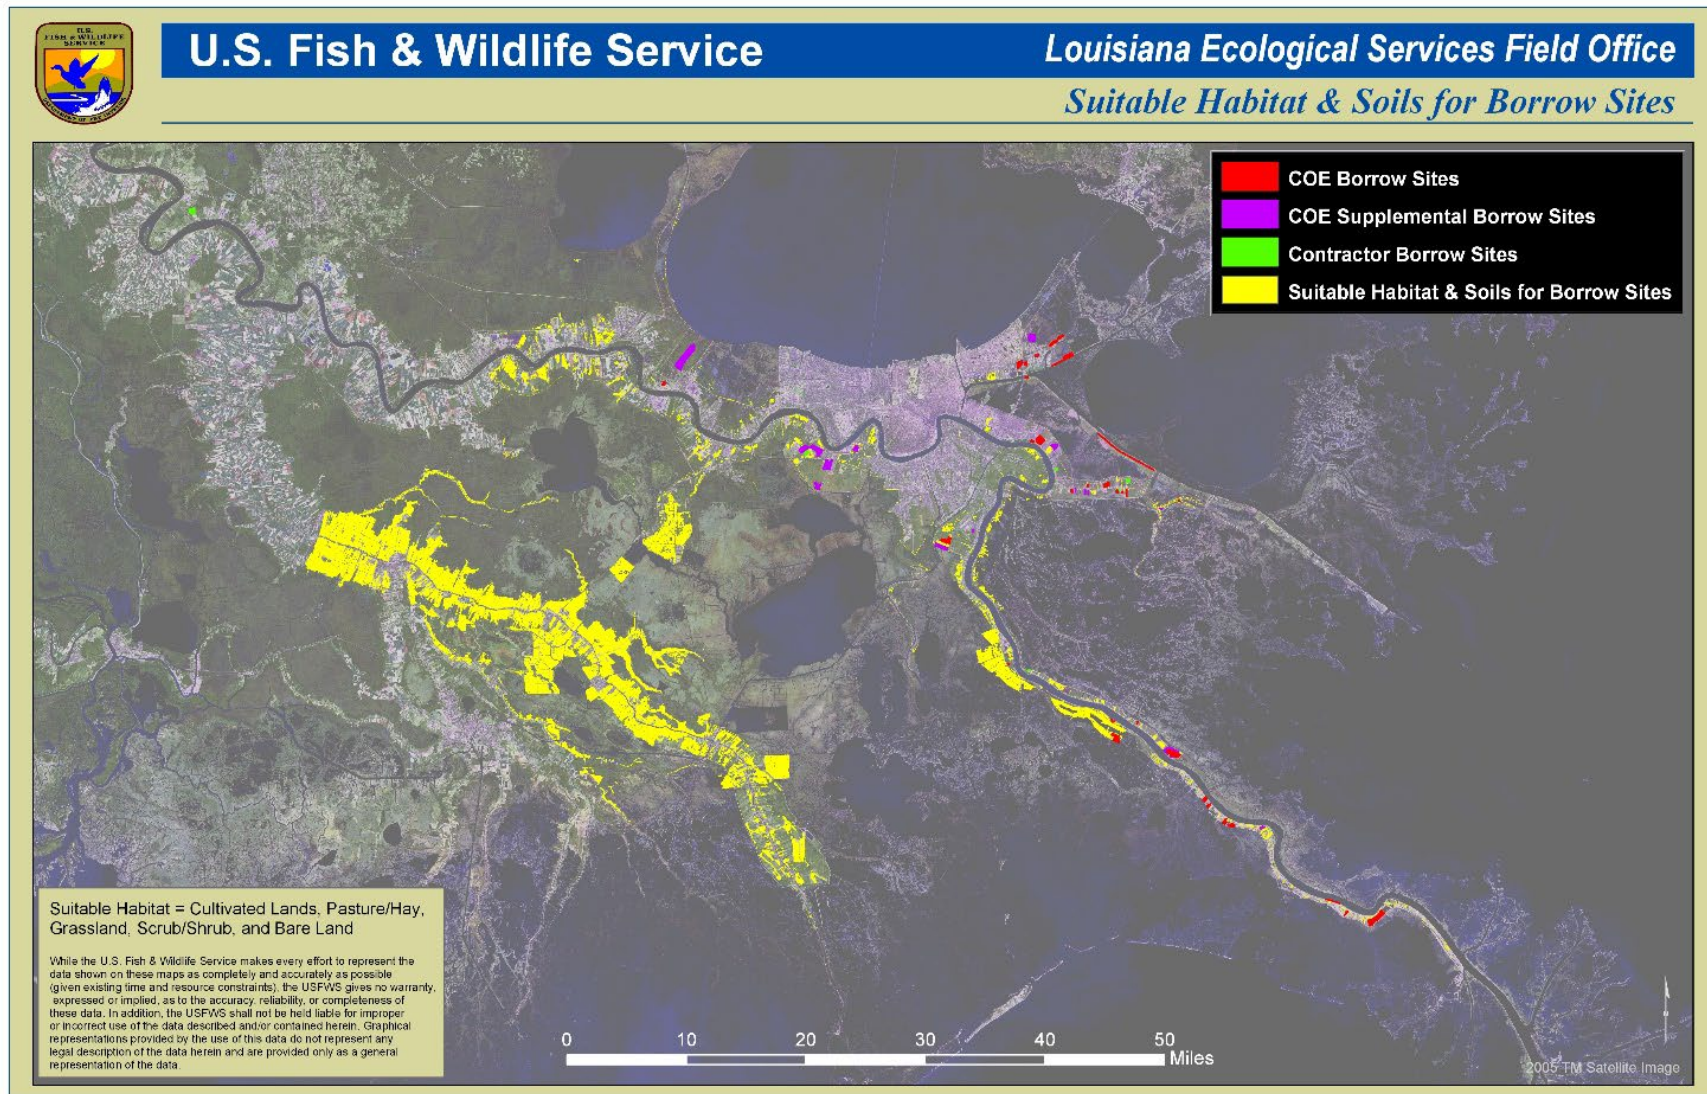 U.S.
FISH & WILDLIFE
SERVICE
DEPARTMENT OF THE INTERIOR
U.S. Fish & Wildlife Service
Louisiana Ecological Services Field Office
Suitable Habitat & Soils for Borrow Sites
COE Borrow Sites
COE Supplemental Borrow Sites
Contractor Borrow Sites
Suitable Habitat & Soils for Borrow Sites
Suitable Habitat = Cultivated Lands, Pasture/Hay,
Grassland, Scrub/Shrub, and Bare Land
While the U.S. Fish & Wildlife Service makes every effort to represent the
data shown on these maps as completely and accurately as possible
(given existing time and resource constraints), the USFWS gives no warranty,
expressed or implied, as to the accuracy, reliability, or completeness of
these data. In addition, the USFWS shall not be held liable for improper
or incorrect use of the data described and/or contained herein. Graphical
representations provided by the use of this data do not represent any
legal description of the data herein and are provided only as a general
representation of the data.
0 10 20 30 40 50
Miles
2005 TM Satellite Image